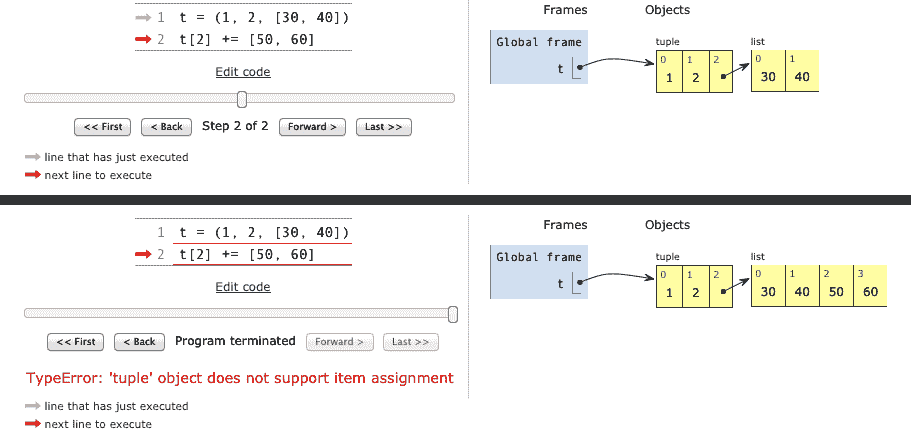 1 t = (1, 2, [30, 40])
2 t[2] += [50, 60]
Edit code
<< First < Back Step 2 of 2 Forward > Last >>
line that has just executed
next line to execute
Frames Objects
Global frame
t
tuple
0 1 2
1 2
list
0 1
30 40
1 t = (1, 2, [30, 40])
2 t[2] += [50, 60]
Edit code
<< First < Back Program terminated Forward > Last >>
TypeError: 'tuple' object does not support item assignment
line that has just executed
next line to execute
Frames Objects
Global frame
t
tuple
0 1 2
1 2
list
0 1 2 3
30 40 50 60